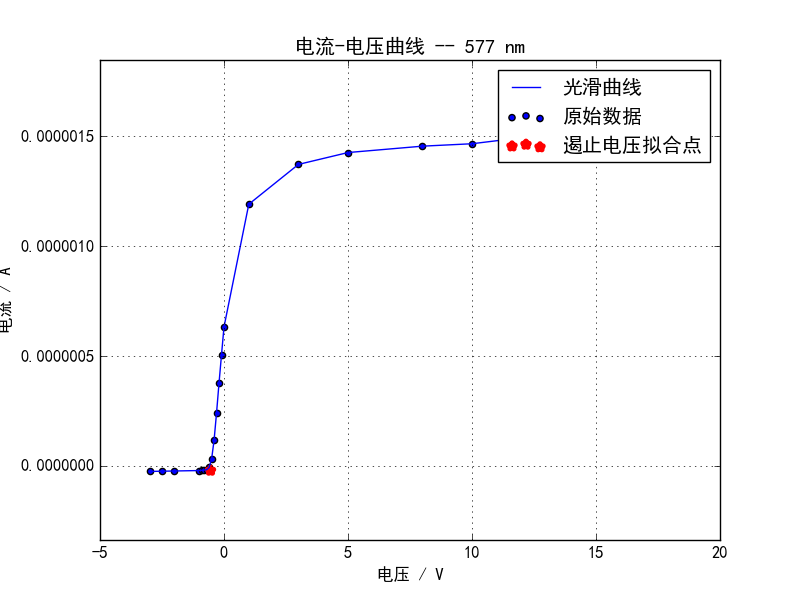 电流-电压曲线 -- 577 nm
光滑曲线
原始数据
遏止电压拟合点
0.0000015
0.0000010
0.0000005
0.0000000
电流 / A
-5 0 5 10 15 20
电压 / V